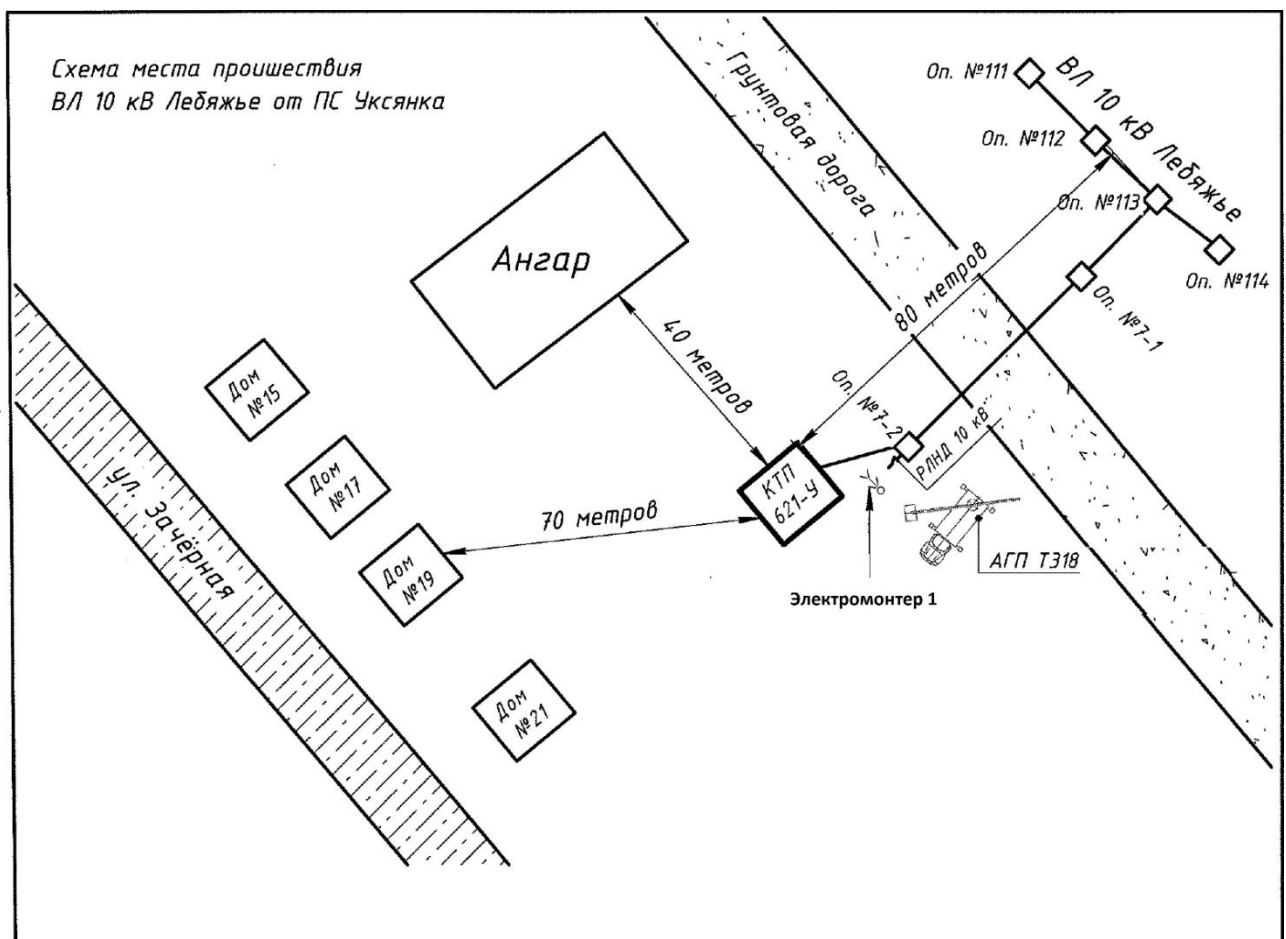 Схема места проишествия
ВЛ 10 кВ Лебяжье от ПС Уксянка
Грунтовая дорога
Оп. №111
ВЛ 10 кВ Лебяжье
Оп. №112
Оп. №113
Оп. №114
Оп. №7-1
Ангар
80 метров
40 метров
Оп. №7-2
РЛНД 10 кВ
КТП
621-У
Дом
№15
Дом
№17
70 метров
Дом
№19
АГП Т318
Электромонтер 1
ул. Зачёрная
Дом
№21